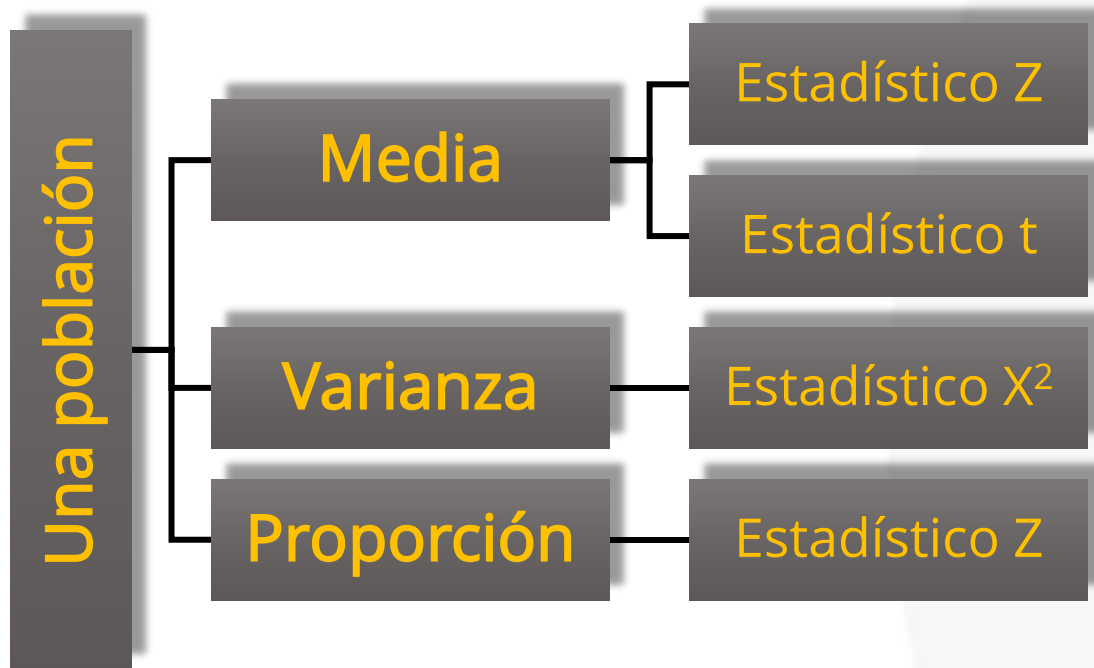 Una población
Media
Estadístico Z
Estadístico t
Varianza
Estadístico X²
Proporción
Estadístico Z